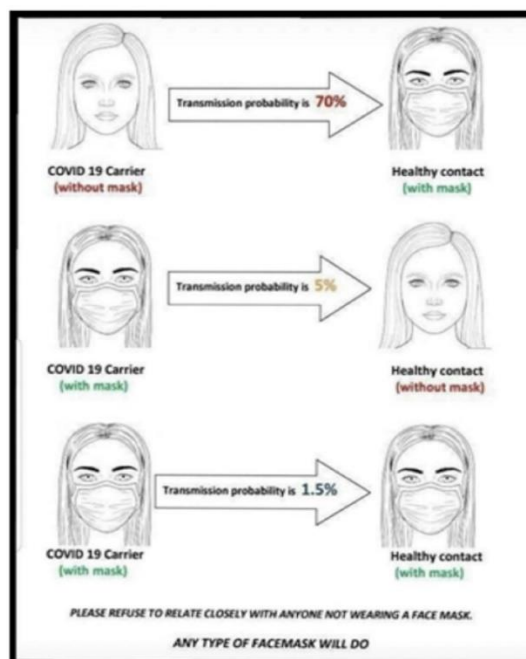 Transmission probability is 70%
COVID 19 Carrier
(without mask)
Healthy contact
(with mask)
Transmission probability is 5%
COVID 19 Carrier
(with mask)
Healthy contact
(without mask)
Transmission probability is 1.5%
COVID 19 Carrier
(with mask)
Healthy contact
(with mask)
PLEASE REFUSE TO RELATE CLOSELY WITH ANYONE NOT WEARING A FACE MASK.
ANY TYPE OF FACEMASK WILL DO